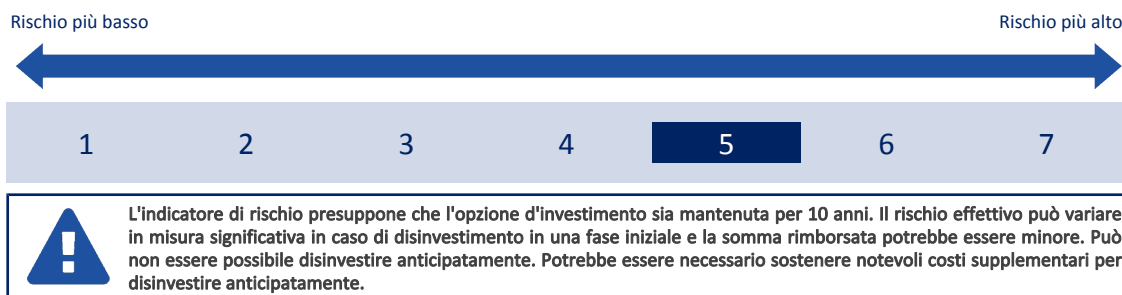 Rischio più basso Rischio più alto
1 2 3 4 5 6 7
L'indicatore di rischio presuppone che l'opzione d'investimento sia mantenuta per 10 anni. Il rischio effettivo può variare
in misura significativa in caso di disinvestimento in una fase iniziale e la somma rimborsata potrebbe essere minore. Può
non essere possibile disinvestire anticipatamente. Potrebbe essere necessario sostenere notevoli costi supplementari per
disinvestire anticipatamente.